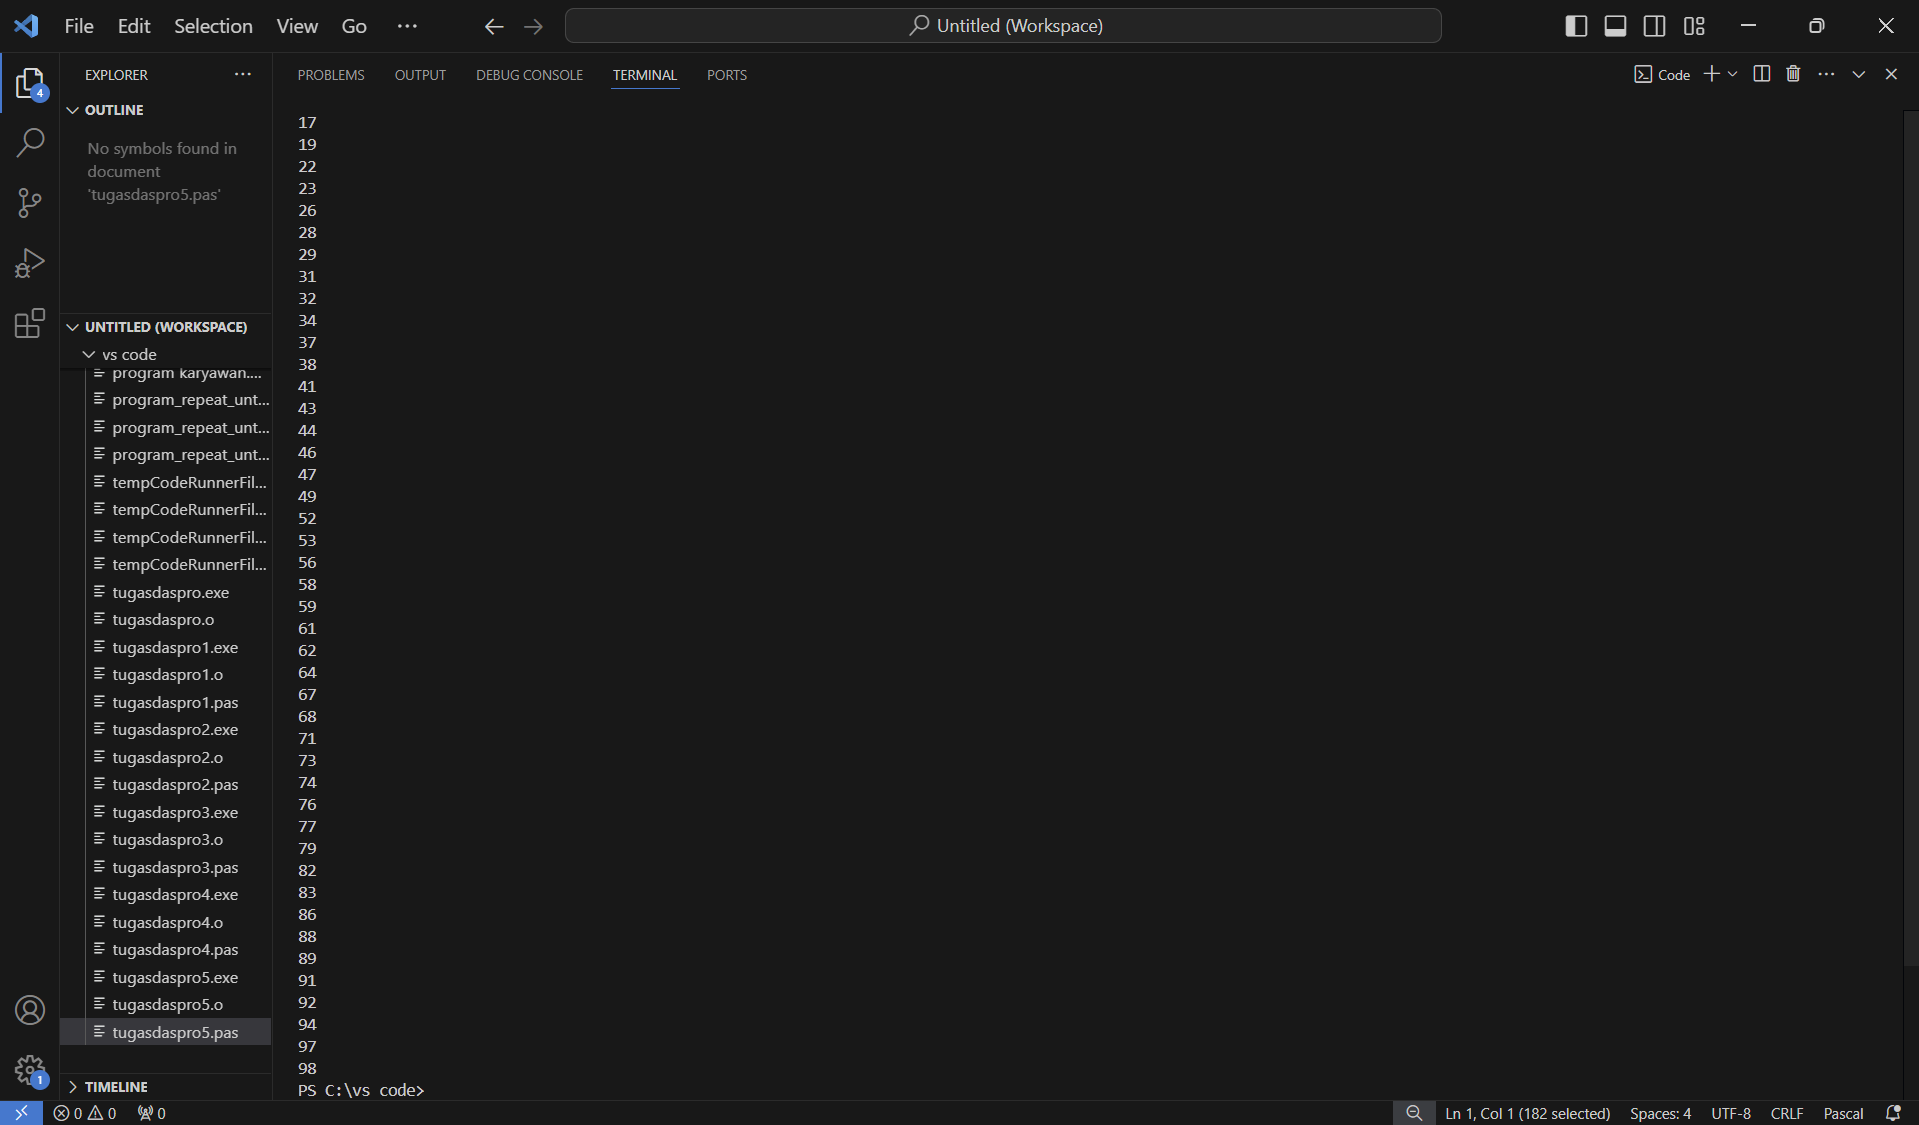 File Edit Selection View Go ···
Untitled (Workspace)
EXPLORER ···
OUTLINE
No symbols found in
document
'tugasdaspro5.pas'
UNTITLED (WORKSPACE)
vs code
program karyawan....
program_repeat_unt...
program_repeat_unt...
program_repeat_unt...
tempCodeRunnerFil...
tempCodeRunnerFil...
tempCodeRunnerFil...
tempCodeRunnerFil...
tugasdaspro.exe
tugasdaspro.o
tugasdaspro1.exe
tugasdaspro1.o
tugasdaspro1.pas
tugasdaspro2.exe
tugasdaspro2.o
tugasdaspro2.pas
tugasdaspro3.exe
tugasdaspro3.o
tugasdaspro3.pas
tugasdaspro4.exe
tugasdaspro4.o
tugasdaspro4.pas
tugasdaspro5.exe
tugasdaspro5.o
tugasdaspro5.pas
TIMELINE
4
1
PROBLEMS OUTPUT DEBUG CONSOLE TERMINAL PORTS
Code
17
19
22
23
26
28
29
31
32
34
37
38
41
43
44
46
47
49
52
53
56
58
59
61
62
64
67
68
71
73
74
76
77
79
82
83
86
88
89
91
92
94
97
98
PS C:\vs code>
0 0 0
Ln 1, Col 1 (182 selected) Spaces: 4 UTF-8 CRLF Pascal